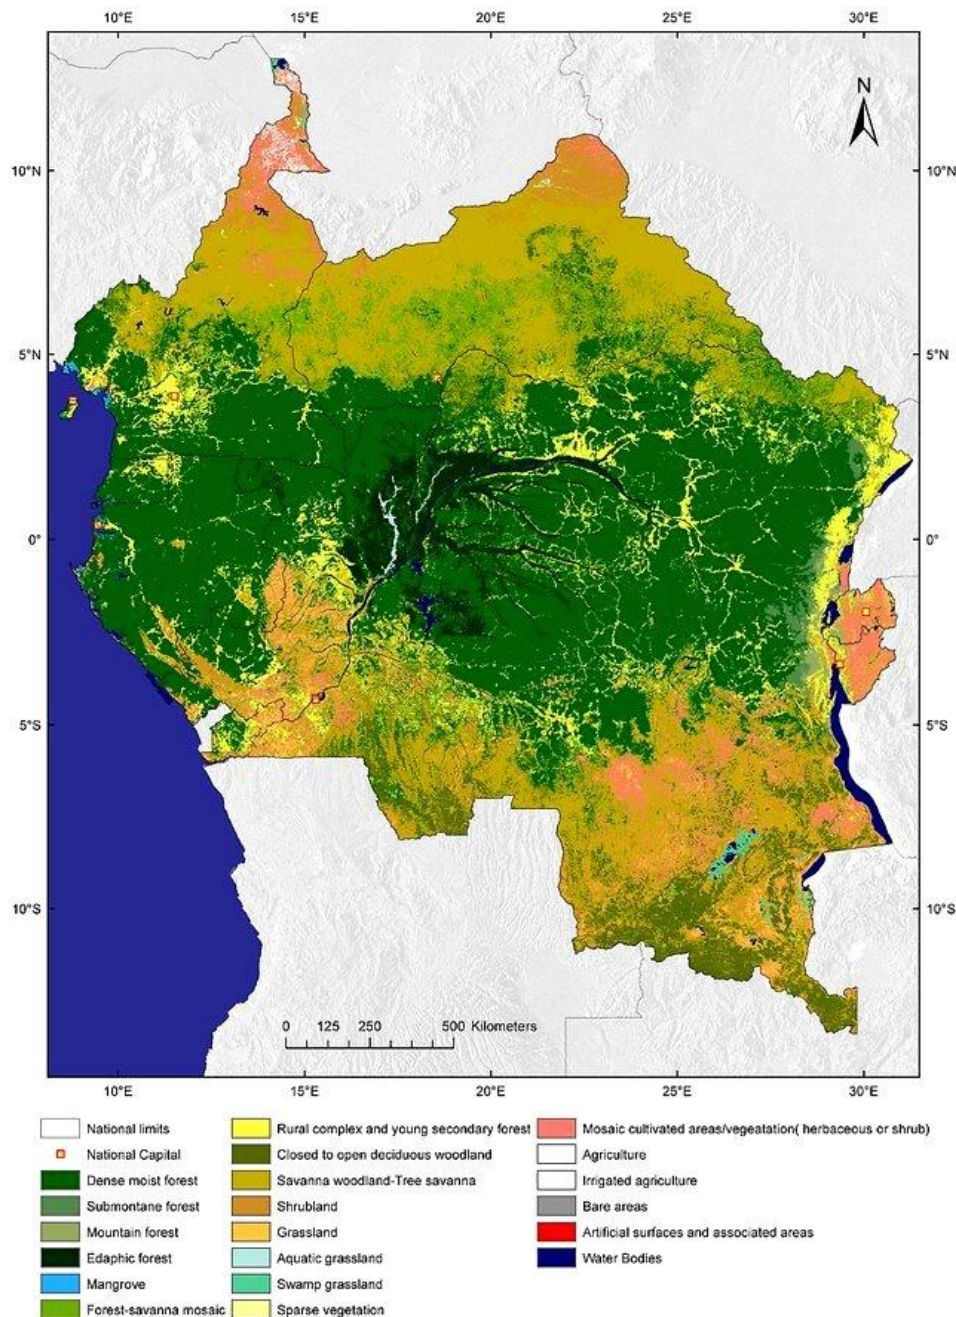 10°E 15°E 20°E 25°E 30°E
N
10°N 10°N
5°N 5°N
0° 0°
5°S 5°S
10°S 10°S
0 125 250 500 Kilometers
10°E 15°E 20°E 25°E 30°E
National limits
National Capital
Dense moist forest
Submontane forest
Mountain forest
Edaphic forest
Mangrove
Forest-savanna mosaic
Rural complex and young secondary forest
Closed to open deciduous woodland
Savanna woodland-Tree savanna
Shrubland
Grassland
Aquatic grassland
Swamp grassland
Sparse vegetation
Mosaic cultivated areas/vegeatation( herbaceous or shrub)
Agriculture
Irrigated agriculture
Bare areas
Artificial surfaces and associated areas
Water Bodies